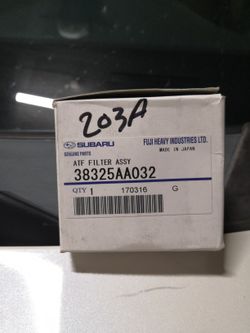 203A
SUBARU
GENUINE PARTS
FUJI HEAVY INDUSTRIES LTD.
MADE IN JAPAN
ATF FILTER ASSY
38325AA032
QTY 1 170316 G